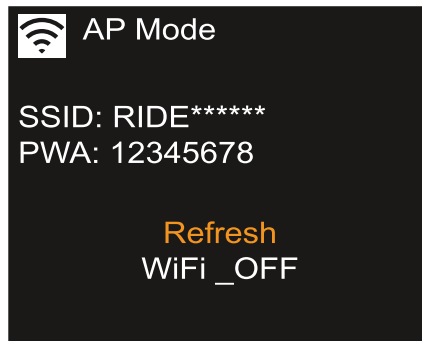 AP Mode
SSID: RIDE******
PWA: 12345678
Refresh
WiFi _OFF